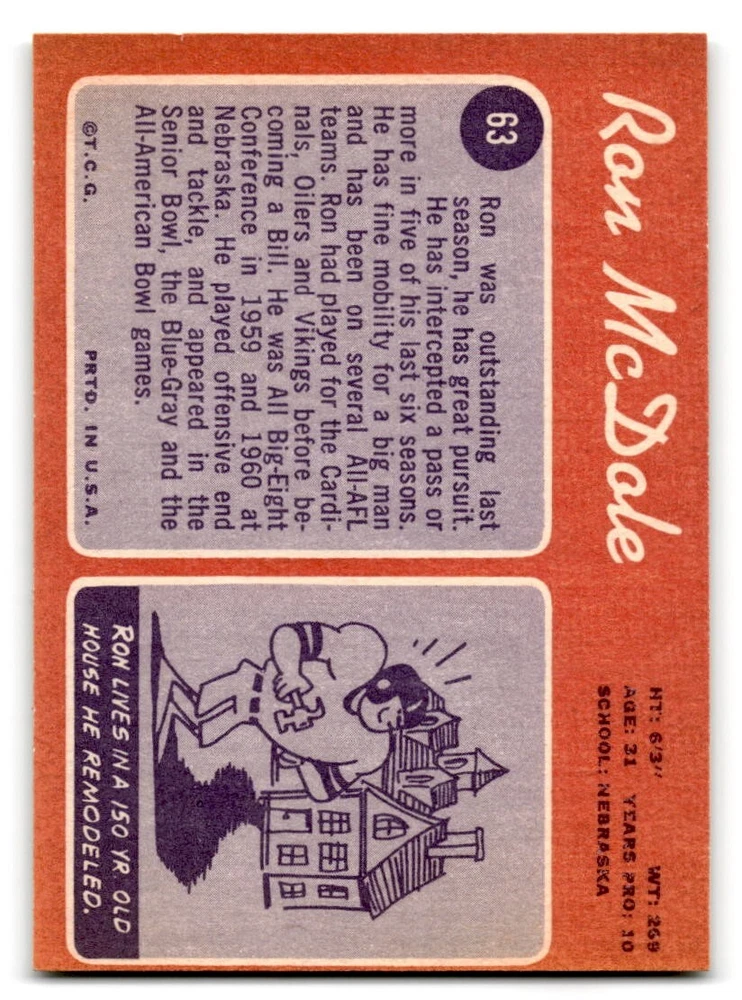 Ron McDole
HT: 6'3" WT: 269
AGE: 31 YEARS PRO: 10
SCHOOL: NEBRASKA
63
Ron was outstanding last
season, he has great pursuit.
He has intercepted a pass or
more in five of his last six seasons.
He has fine mobility for a big man
and has been on several All-AFL
teams. Ron had played for the Cardi-
nals, Oilers and Vikings before be-
coming a Bill. He was All Big-Eight
Conference in 1959 and 1960 at
Nebraska. He played offensive end
and tackle, and appeared in the
Senior Bowl, the Blue-Gray and the
All-American Bowl games.
©T.C.G. PRTD. IN U.S.A.
RON LIVES IN A 150 YR OLD
HOUSE HE REMODELED.